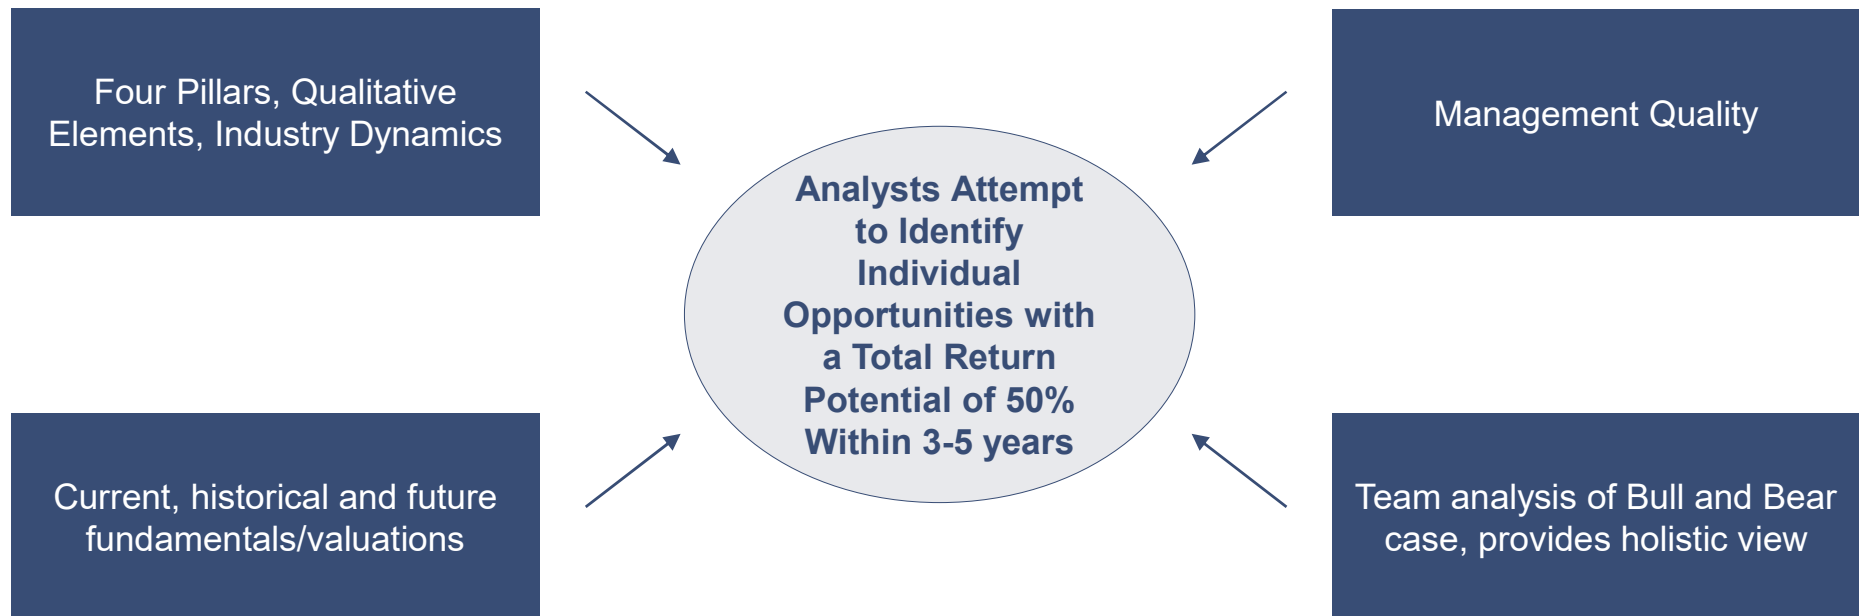 Four Pillars, Qualitative
Elements, Industry Dynamics
Management Quality
Analysts Attempt
to Identify
Individual
Opportunities with
a Total Return
Potential of 50%
Within 3-5 years
Current, historical and future
fundamentals/valuations
Team analysis of Bull and Bear
case, provides holistic view